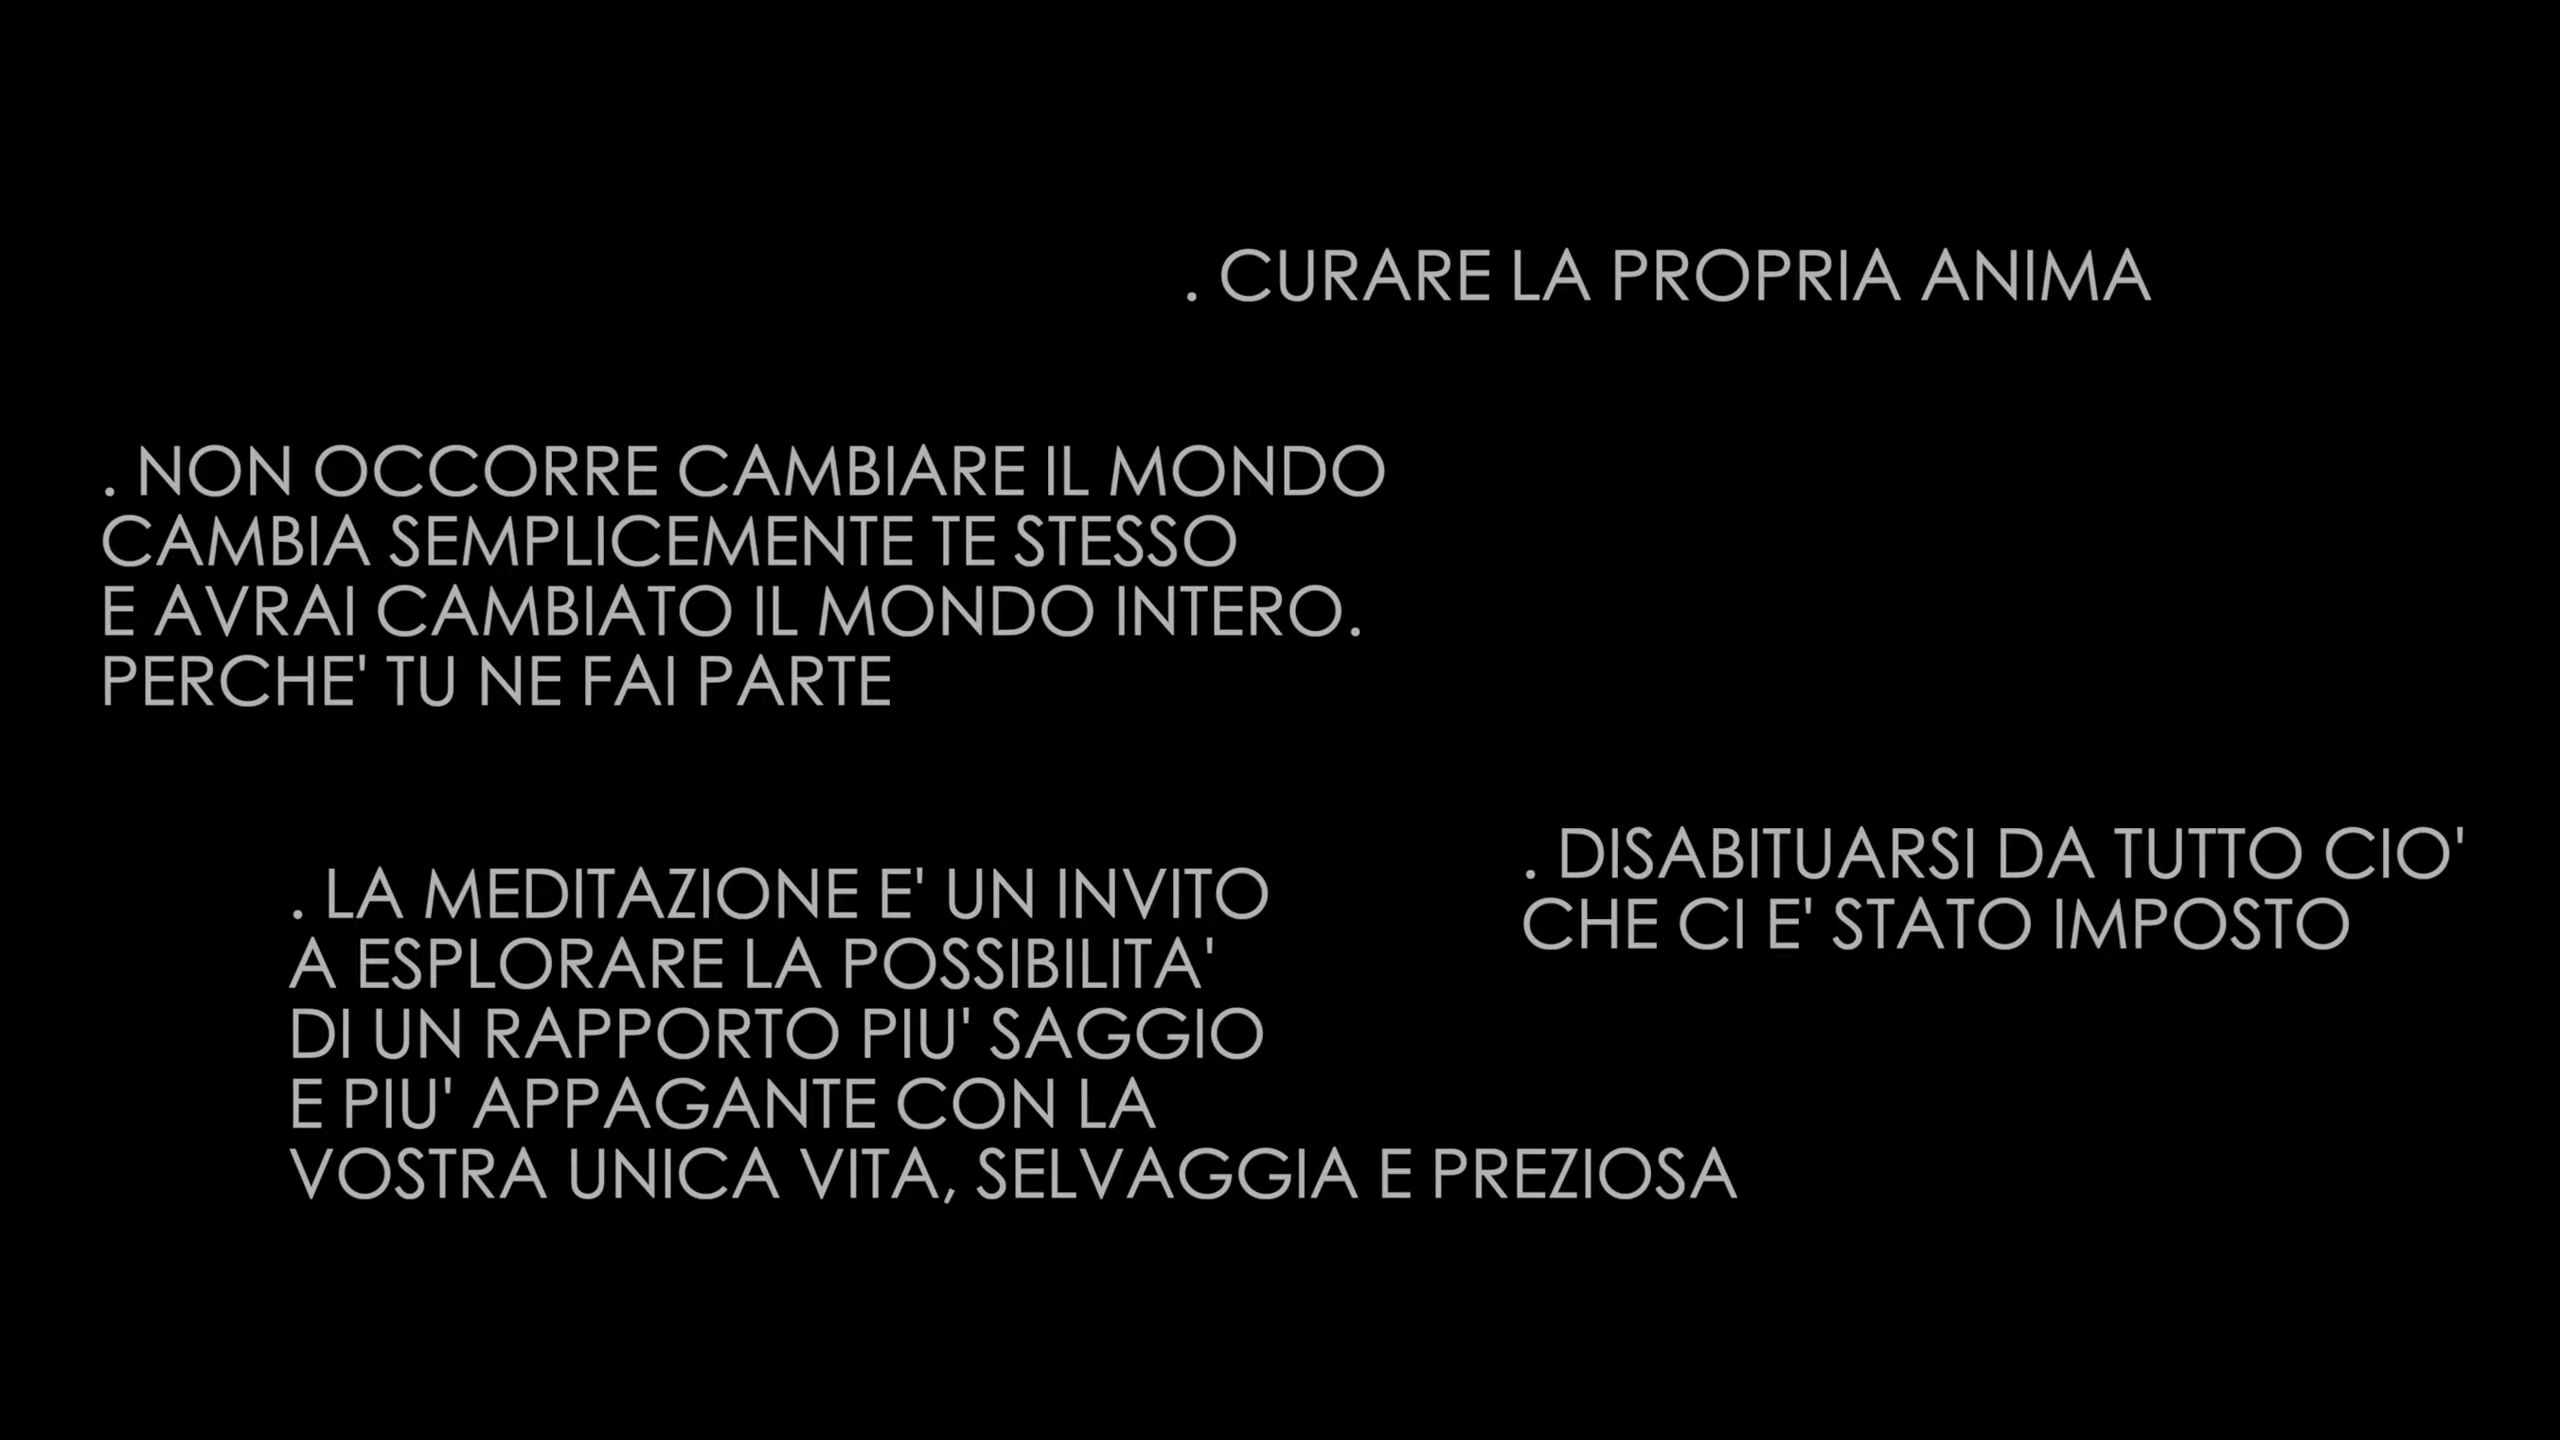 . CURARE LA PROPRIA ANIMA
. NON OCCORRE CAMBIARE IL MONDO
CAMBIA SEMPLICEMENTE TE STESSO
E AVRAI CAMBIATO IL MONDO INTERO.
PERCHE' TU NE FAI PARTE
. DISABITUARSI DA TUTTO CIO'
CHE CI E' STATO IMPOSTO
. LA MEDITAZIONE E' UN INVITO
A ESPLORARE LA POSSIBILITA'
DI UN RAPPORTO PIU' SAGGIO
E PIU' APPAGANTE CON LA
VOSTRA UNICA VITA, SELVAGGIA E PREZIOSA